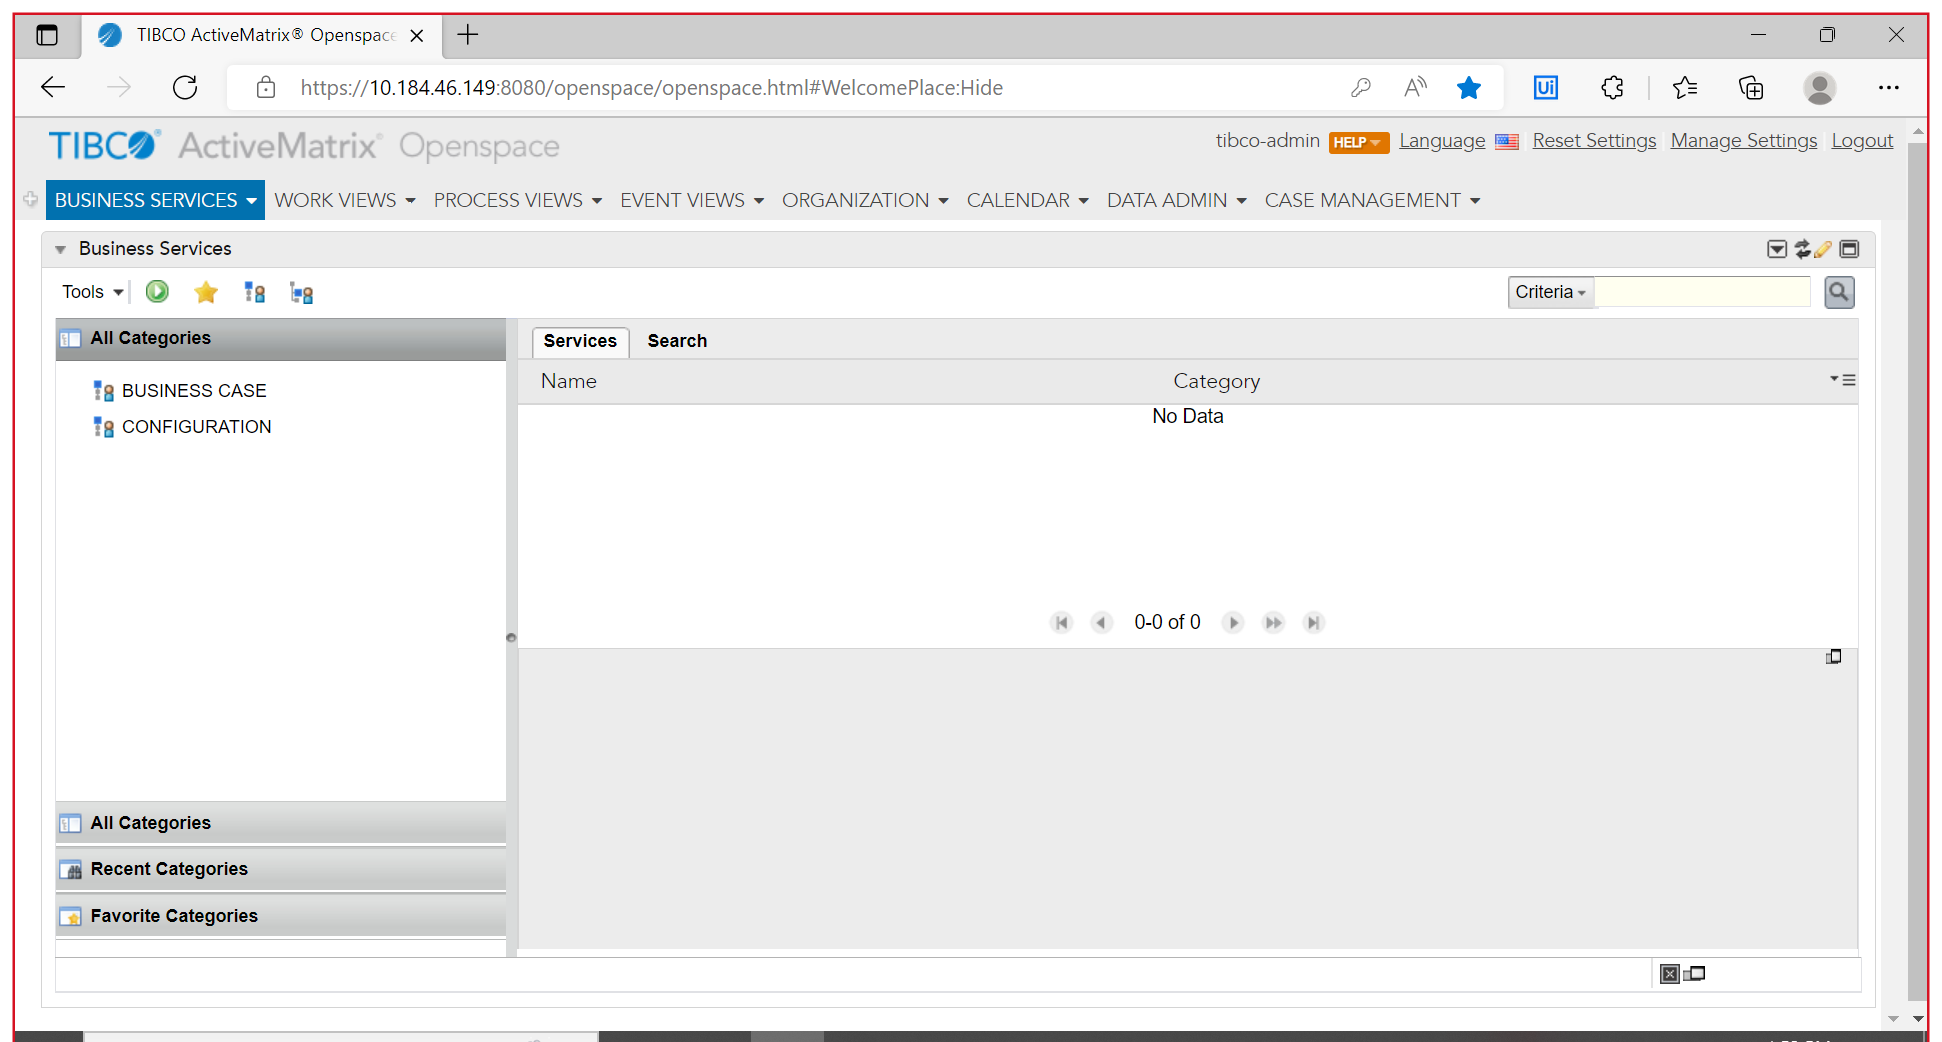 TIBCO ActiveMatrix® Openspace
https://10.184.46.149:8080/openspace/openspace.html#WelcomePlace:Hide
Ui
TIBCO® ActiveMatrix® Openspace
tibco-admin HELP Language Reset Settings Manage Settings Logout
BUSINESS SERVICES WORK VIEWS PROCESS VIEWS EVENT VIEWS ORGANIZATION CALENDAR DATA ADMIN CASE MANAGEMENT
Business Services
Tools Criteria
All Categories
Services Search
Name Category
BUSINESS CASE
No Data
CONFIGURATION
0-0 of 0
All Categories
Recent Categories
Favorite Categories